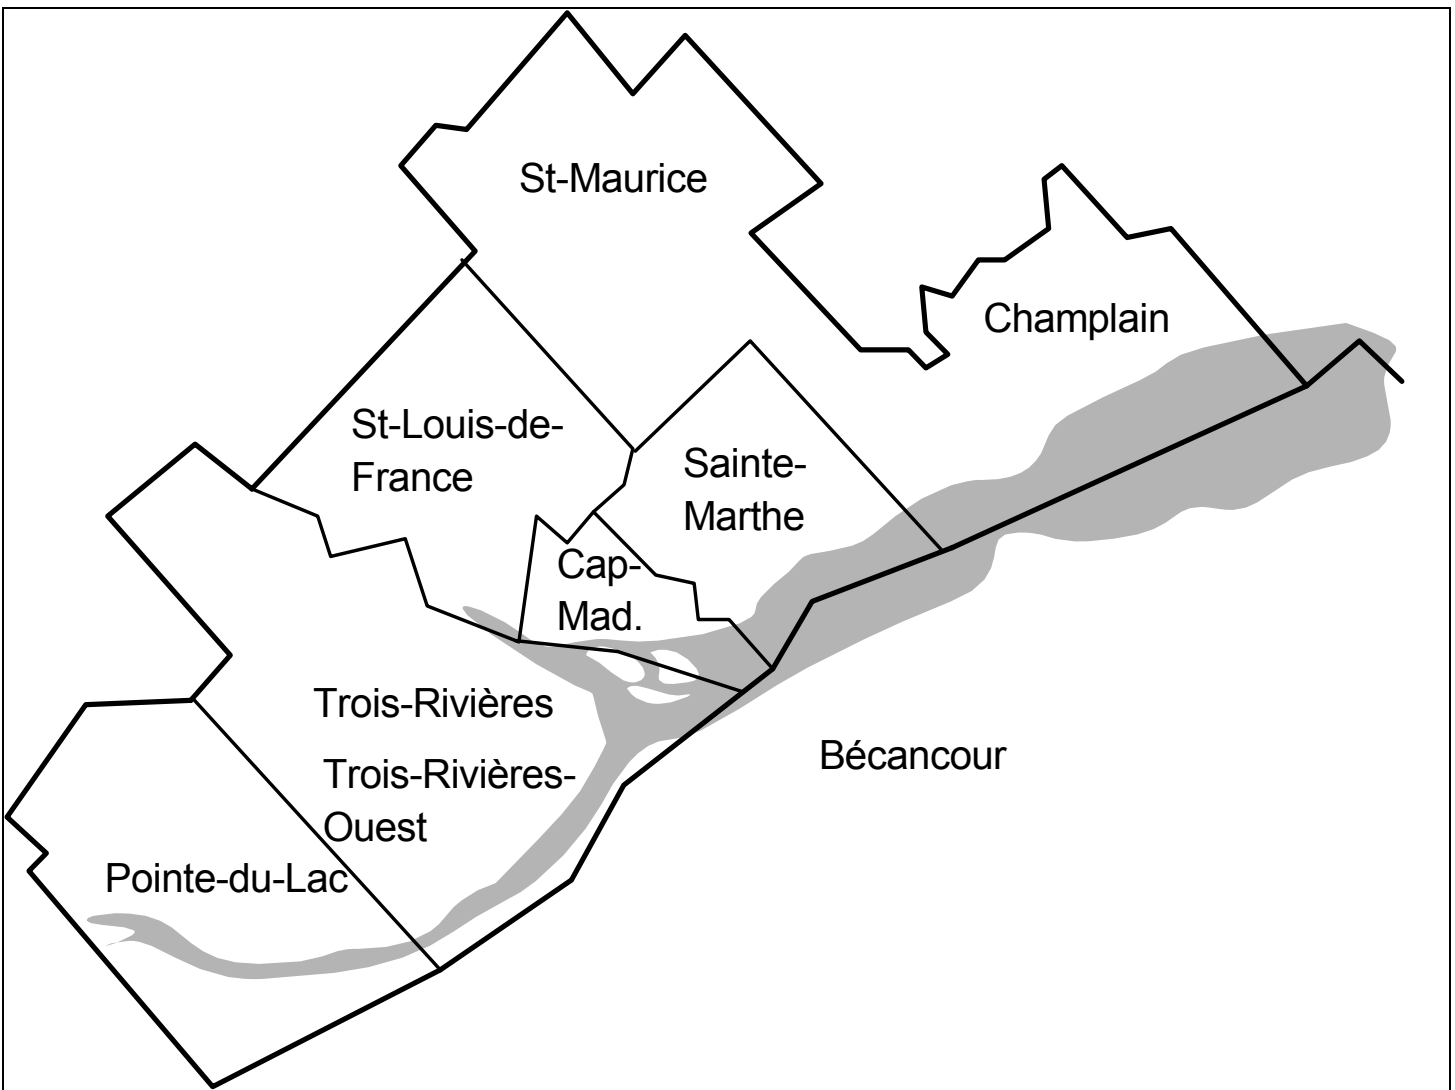 St-Maurice
Champlain
St-Louis-de-
France
Sainte-
Marthe
Cap-
Mad.
Trois-Rivières
Trois-Rivières-
Ouest
Bécancour
Pointe-du-Lac